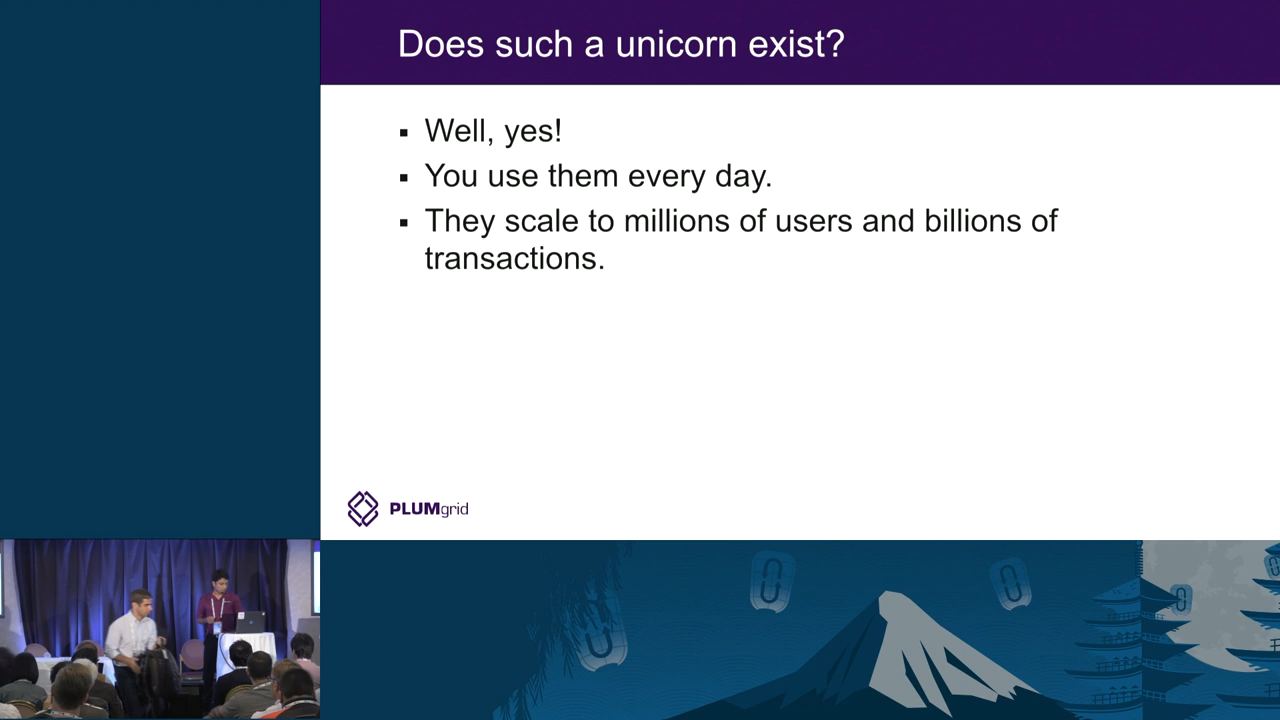 Does such a unicorn exist?
▪ Well, yes!
▪ You use them every day.
▪ They scale to millions of users and billions of
transactions.
PLUMgrid